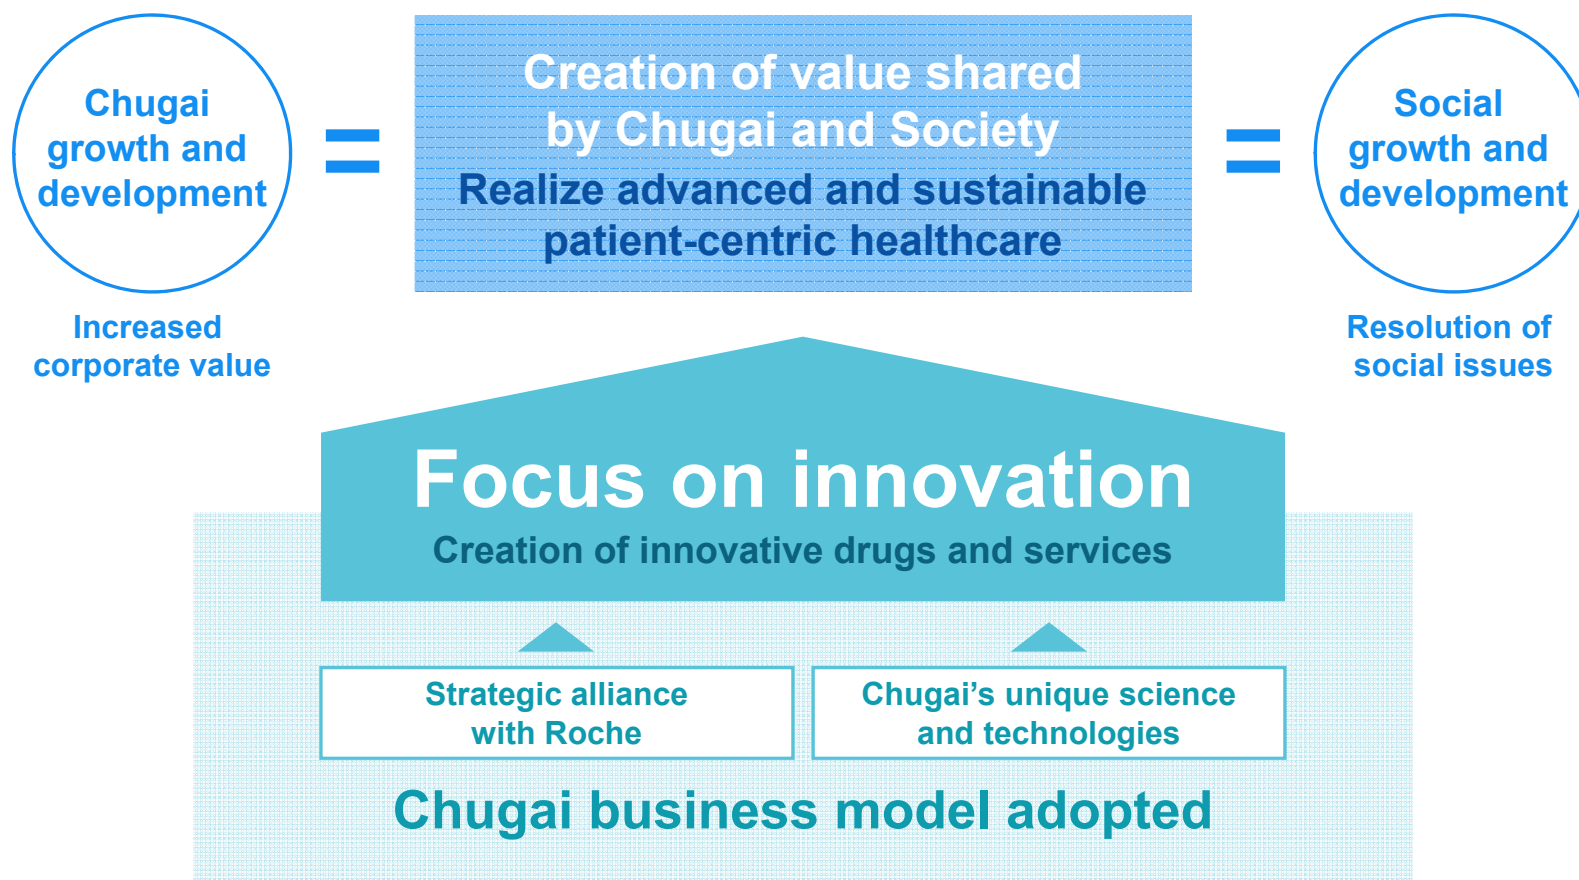 Chugai
growth and
development
=
Creation of value shared
by Chugai and Society
Realize advanced and sustainable
patient-centric healthcare
=
Social
growth and
development
Increased
corporate value
Resolution of
social issues
Focus on innovation
Creation of innovative drugs and services
Strategic alliance
with Roche
Chugai’s unique science
and technologies
Chugai business model adopted